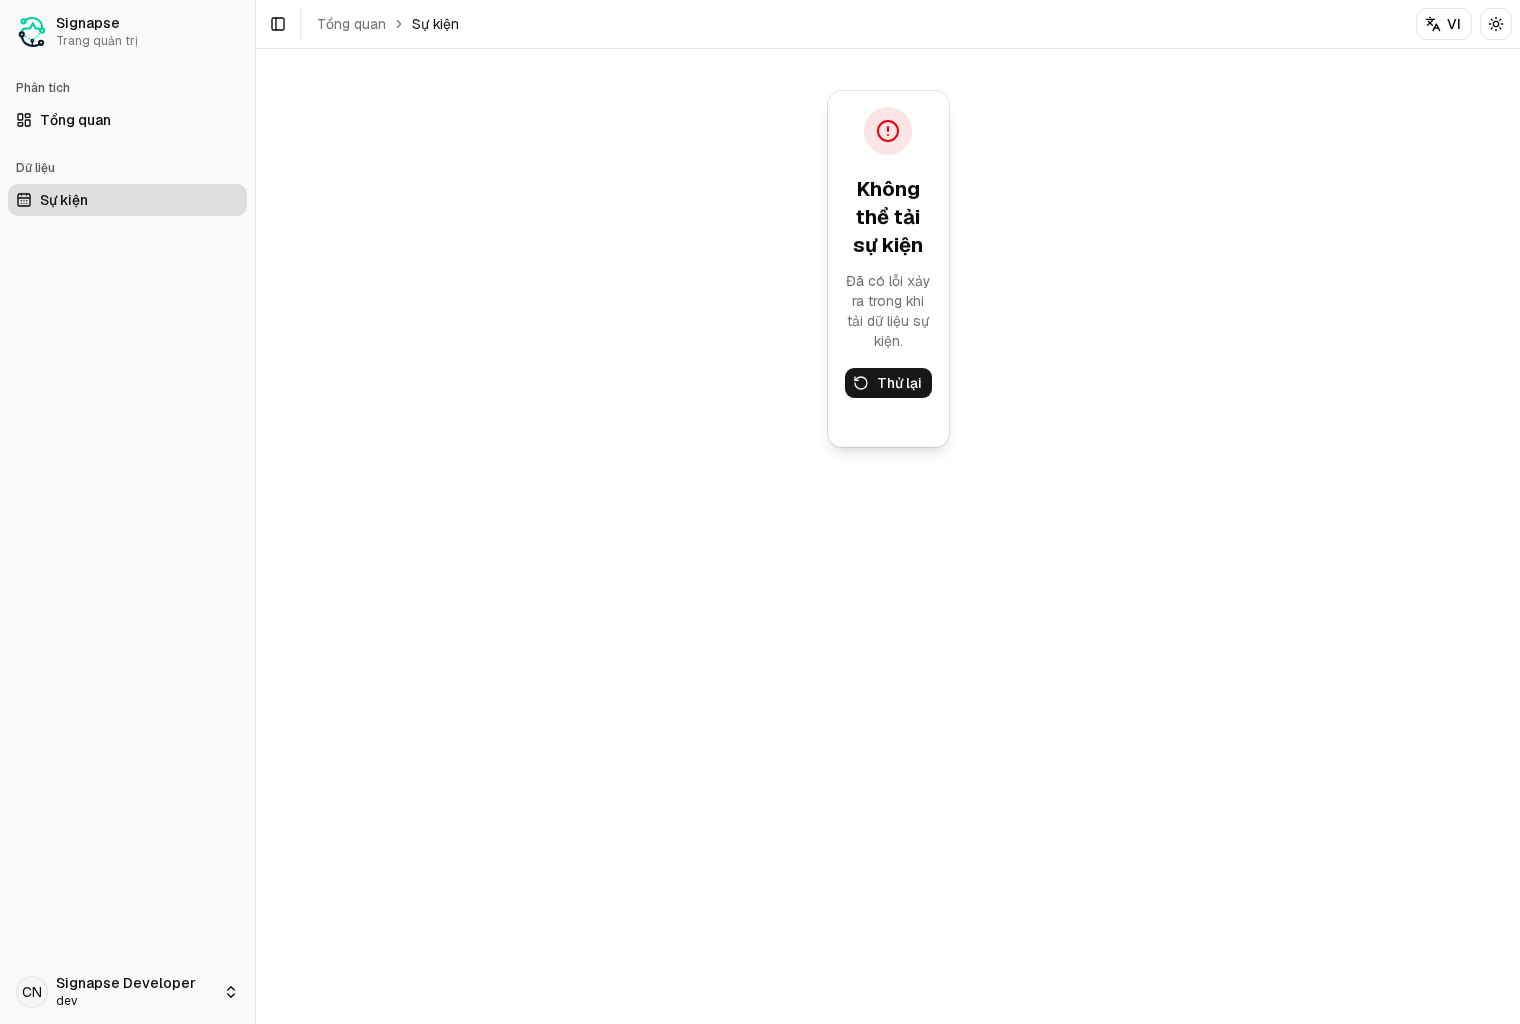 Signapse
Trang quản trị
Tổng quan
Sự kiện
VI
Phân tích
Tổng quan
Dữ liệu
Sự kiện
Không
thể tải
sự kiện
Đã có lỗi xảy
ra trong khi
tải dữ liệu sự
kiện.
Thử lại
CN
Signapse Developer
dev